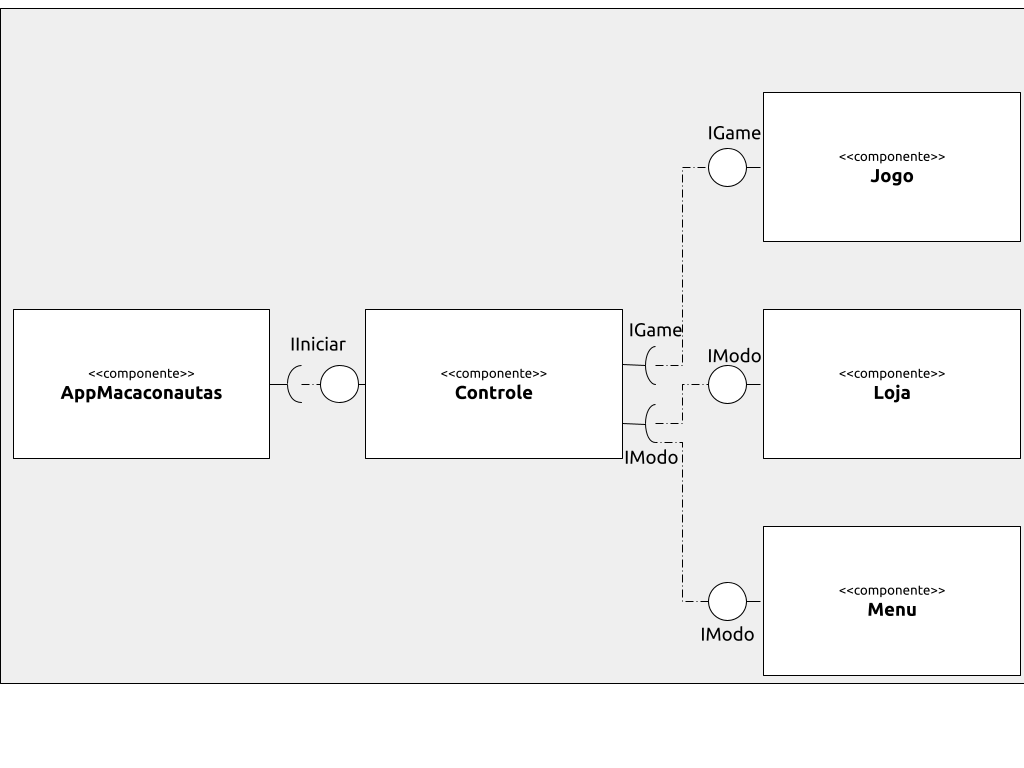 IGame
<<componente>>
Jogo
IIniciar
IGame
IModo
<<componente>>
AppMacaconautas
<<componente>>
Controle
<<componente>>
Loja
IModo
<<componente>>
Menu
IModo